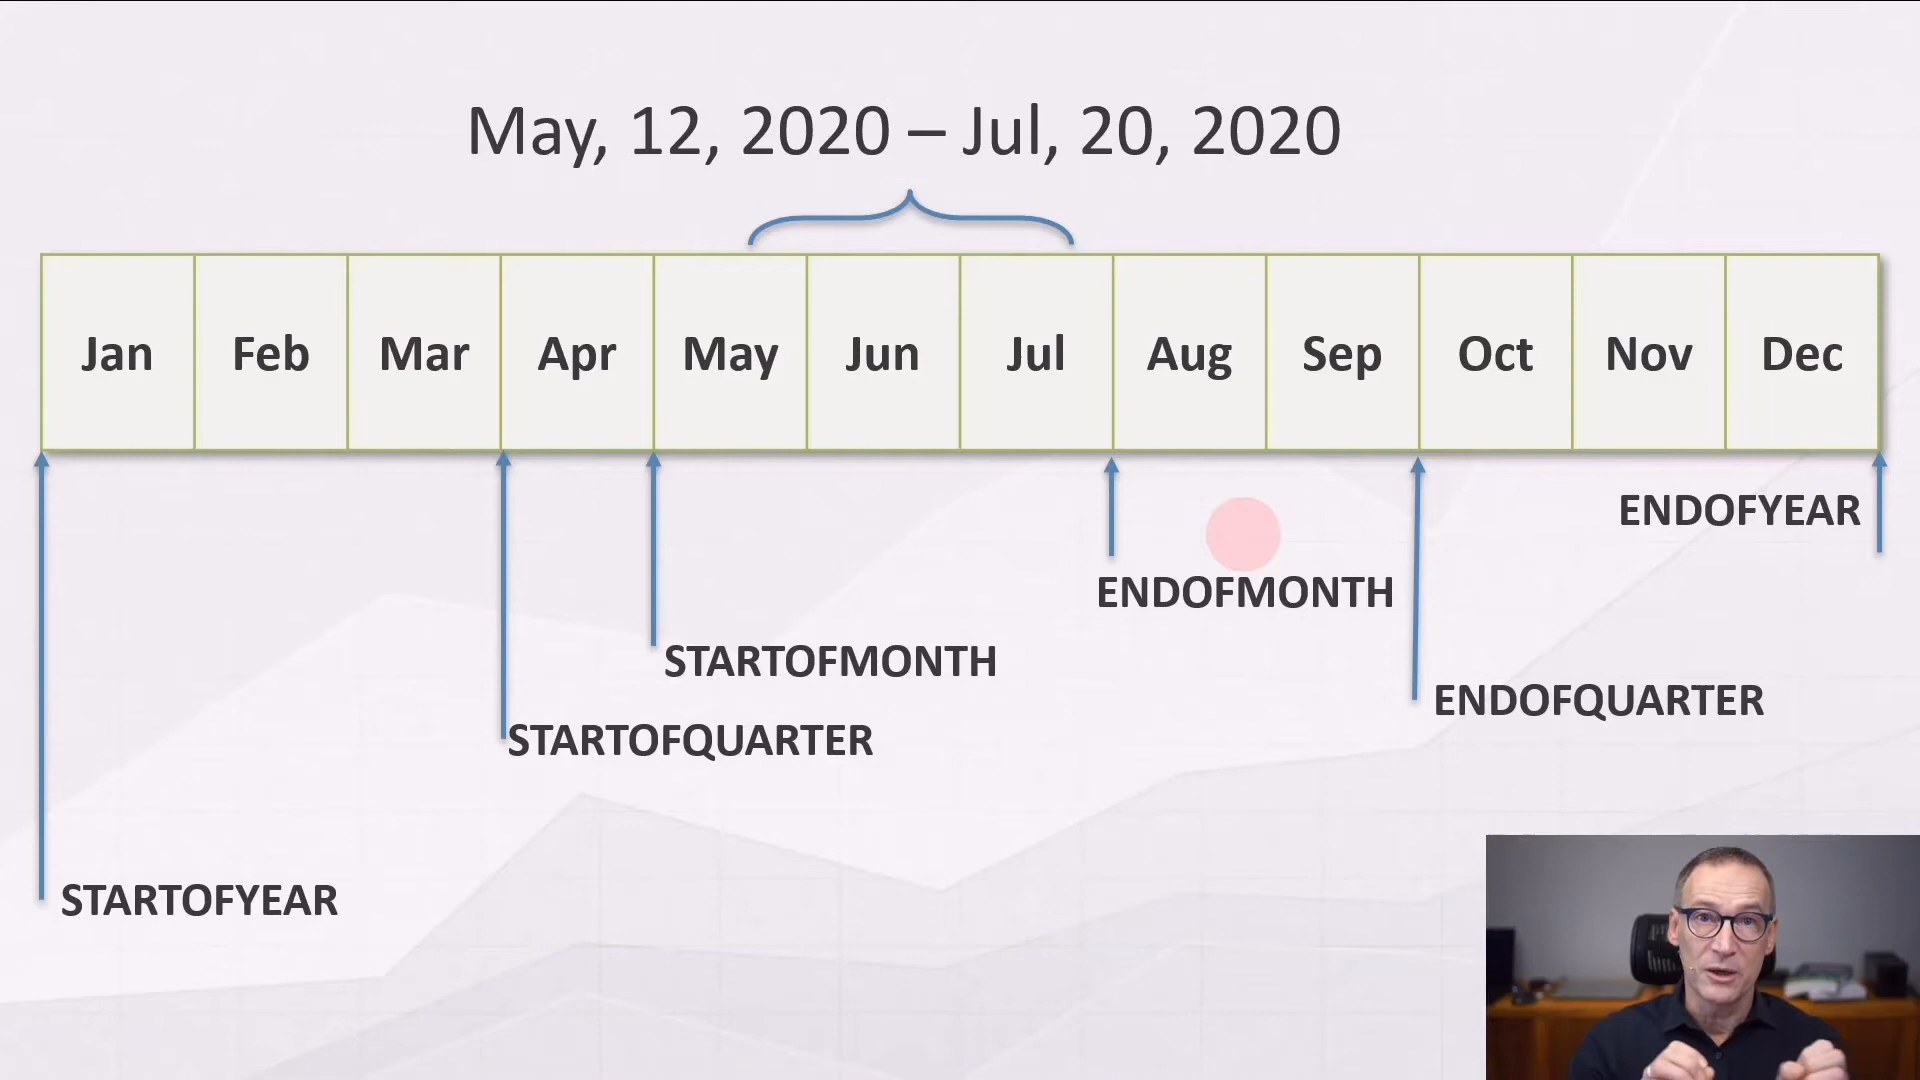 May, 12, 2020 – Jul, 20, 2020
Jan Feb Mar Apr May Jun Jul Aug Sep Oct Nov Dec
ENDOFYEAR
ENDOFMONTH
STARTOFMONTH
ENDOFQUARTER
STARTOFQUARTER
STARTOFYEAR